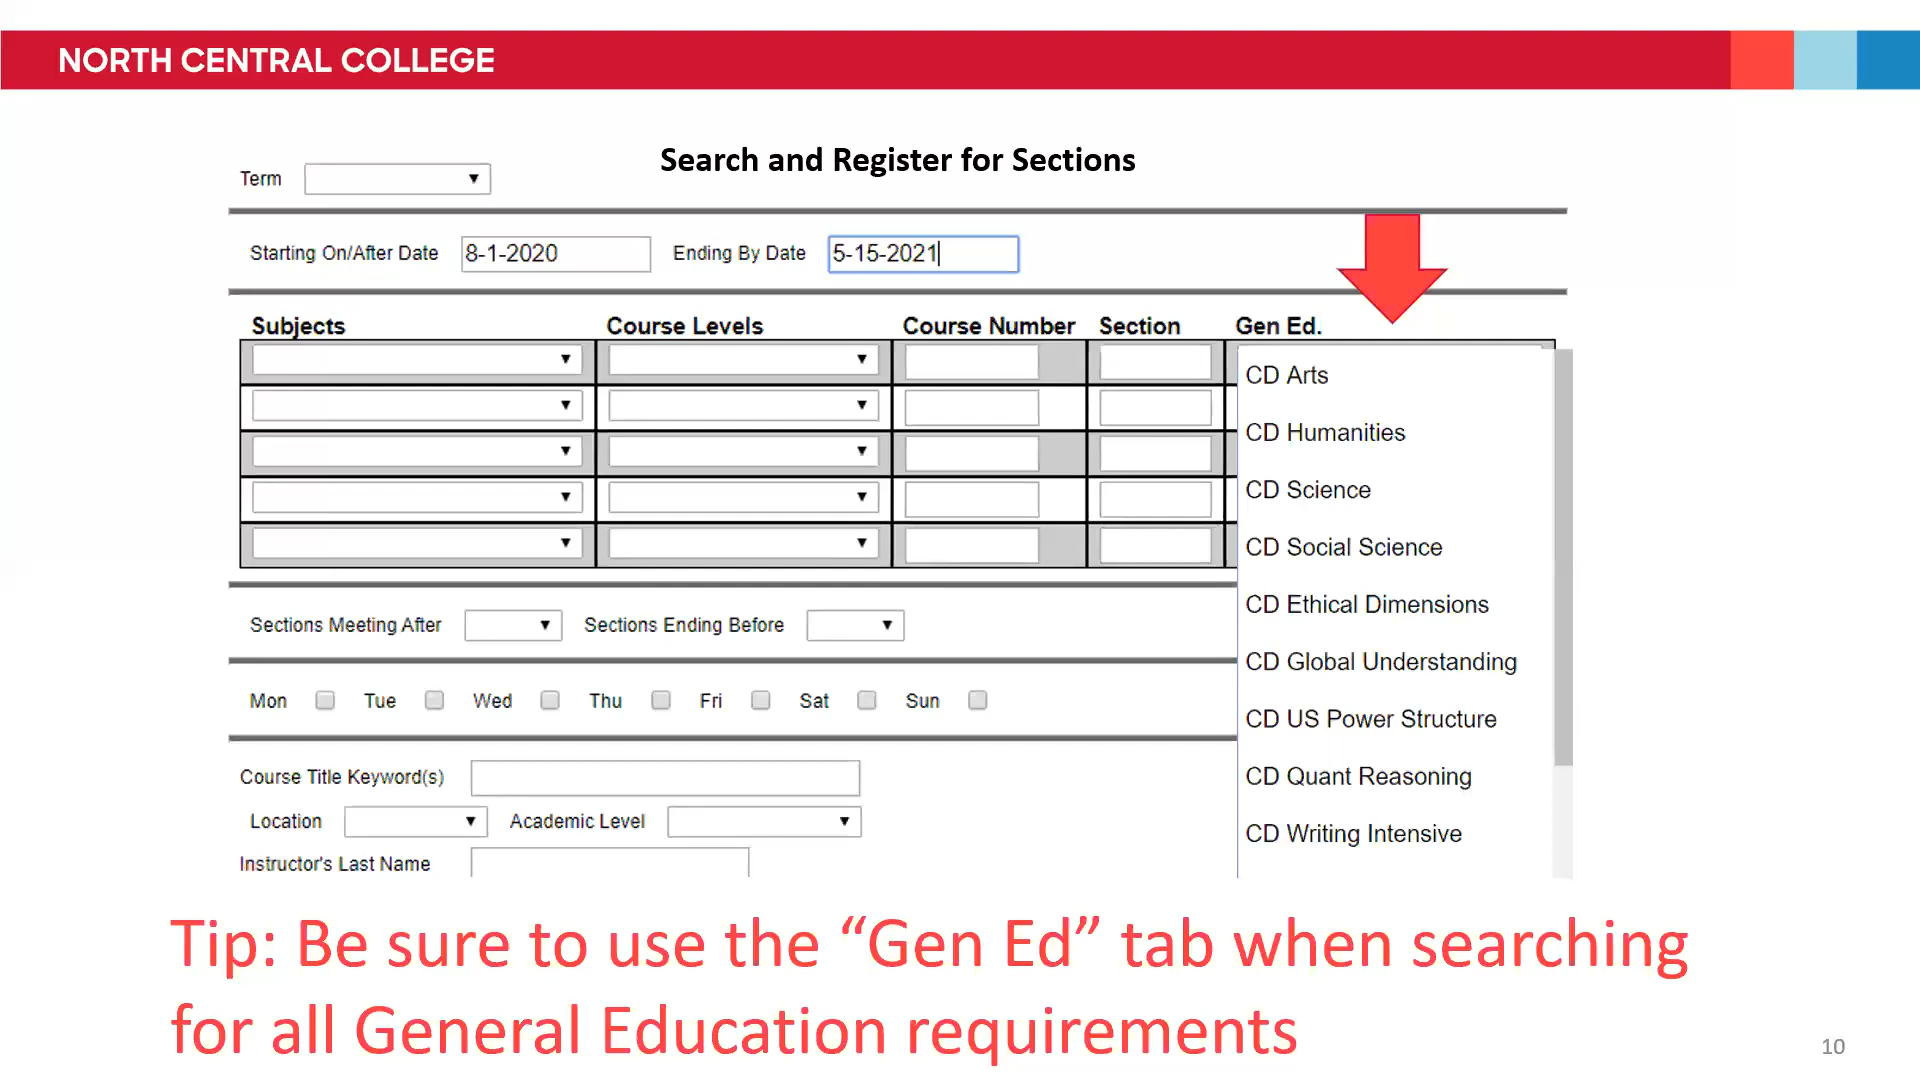 NORTH CENTRAL COLLEGE
Search and Register for Sections
Term
Starting On/After Date 8-1-2020 Ending By Date 5-15-2021
Subjects Course Levels Course Number Section Gen Ed.
CD Arts
CD Humanities
CD Science
CD Social Science
CD Ethical Dimensions
CD Global Understanding
CD US Power Structure
CD Quant Reasoning
CD Writing Intensive
Sections Meeting After Sections Ending Before
Mon Tue Wed Thu Fri Sat Sun
Course Title Keyword(s)
Location Academic Level
Instructor's Last Name
Tip: Be sure to use the “Gen Ed” tab when searching
for all General Education requirements
10